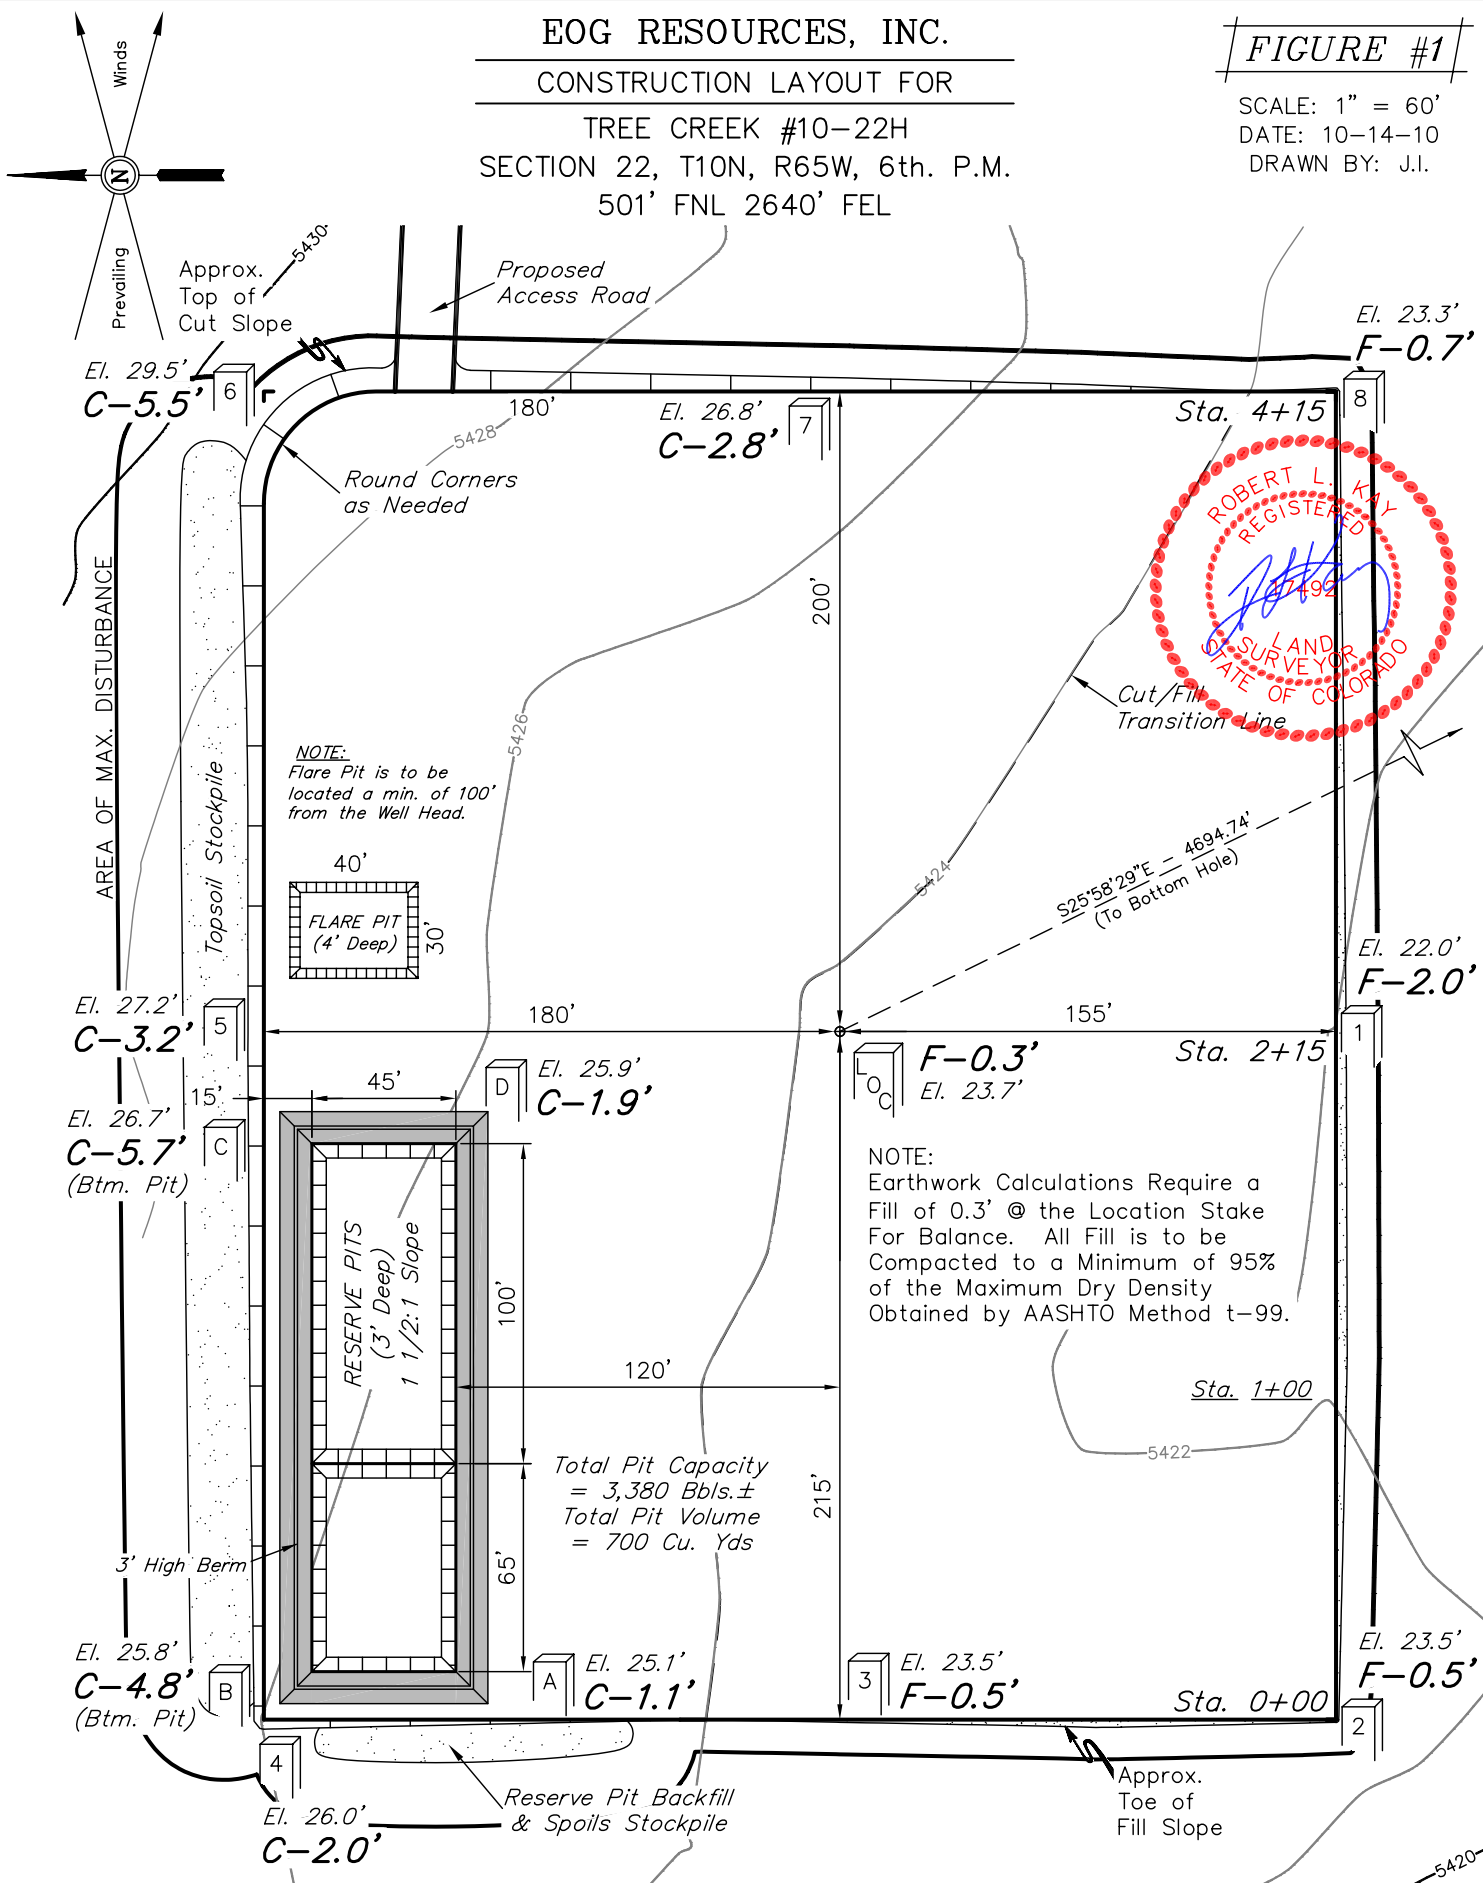 EOG RESOURCES, INC.
CONSTRUCTION LAYOUT FOR
TREE CREEK #10-22H
SECTION 22, T10N, R65W, 6th. P.M.
501' FNL 2640' FEL
FIGURE #1
SCALE: 1" = 60'
DATE: 10-14-10
DRAWN BY: J.I.
Winds
N
Prevailing
5430
Approx.
Top of
Cut Slope
Proposed
Access Road
El. 29.5'
C-5.5'
6
180'
5428
El. 26.8'
C-2.8'
7
El. 23.3'
F-0.7'
8
Sta. 4+15
Round Corners
as Needed
ROBERT L. KAY
REGISTERED
17492
LAND
SURVEYOR
STATE OF COLORADO
AREA OF MAX. DISTURBANCE
Topsoil Stockpile
200'
5426
Cut/Fill
Transition Line
NOTE:
Flare Pit is to be
located a min. of 100'
from the Well Head.
40'
FLARE PIT
(4' Deep)
30'
5424
S25°58'29"E - 4694.74'
(To Bottom Hole)
El. 22.0'
F-2.0'
1
El. 27.2'
C-3.2'
5
180'
155'
Sta. 2+15
LOC
F-0.3'
El. 23.7'
15'
45'
D
El. 25.9'
C-1.9'
El. 26.7'
C-5.7'
(Btm. Pit)
C
NOTE:
Earthwork Calculations Require a
Fill of 0.3' @ the Location Stake
For Balance. All Fill is to be
Compacted to a Minimum of 95%
of the Maximum Dry Density
Obtained by AASHTO Method t-99.
RESERVE PITS
(3' Deep)
1 1/2:1 Slope
100'
120'
Sta. 1+00
5422
Total Pit Capacity
= 3,380 Bbls.±
Total Pit Volume
= 700 Cu. Yds
215'
65'
3' High Berm
El. 25.8'
C-4.8'
(Btm. Pit)
B
A
El. 25.1'
C-1.1'
3
El. 23.5'
F-0.5'
Sta. 0+00
El. 23.5'
F-0.5'
2
4
El. 26.0'
C-2.0'
Reserve Pit Backfill
& Spoils Stockpile
Approx.
Toe of
Fill Slope
5420